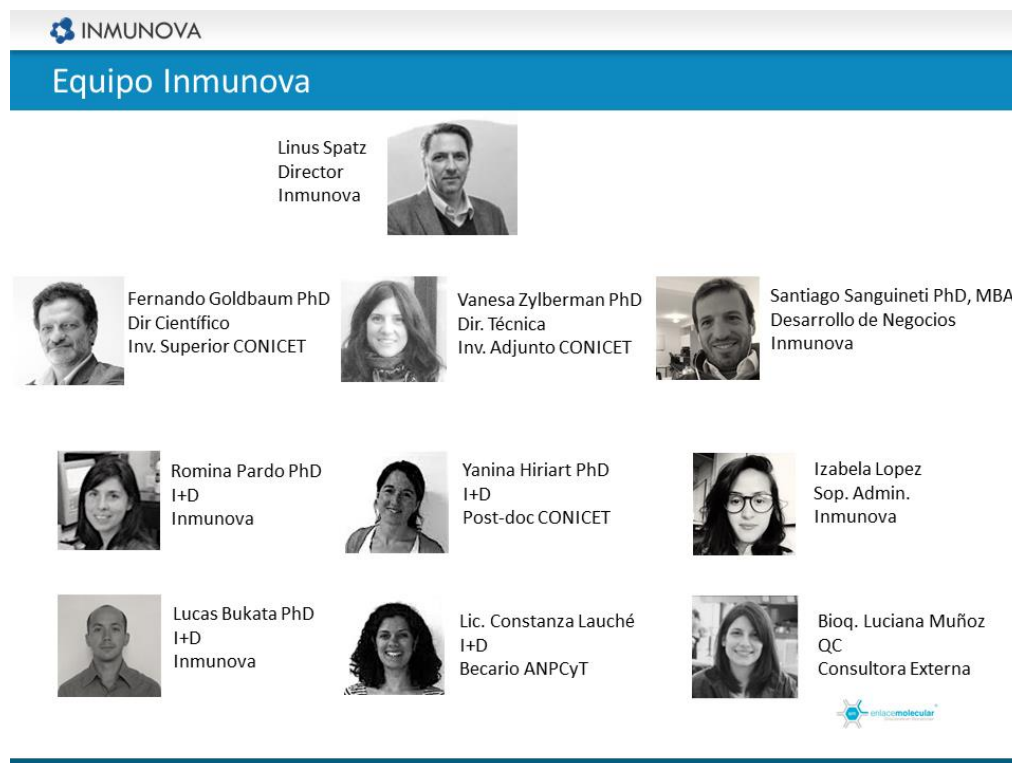 INMUNOVA
Equipo Inmunova
Linus Spatz
Director
Inmunova
Fernando Goldbaum PhD
Dir Científico
Inv. Superior CONICET
Vanesa Zylberman PhD
Dir. Técnica
Inv. Adjunto CONICET
Santiago Sanguineti PhD, MBA
Desarrollo de Negocios
Inmunova
Romina Pardo PhD
I+D
Inmunova
Yanina Hiriart PhD
I+D
Post-doc CONICET
Izabela Lopez
Sop. Admin.
Inmunova
Lucas Bukata PhD
I+D
Inmunova
Lic. Constanza Lauché
I+D
Becario ANPCyT
Bioq. Luciana Muñoz
QC
Consultora Externa
enlacemolecular